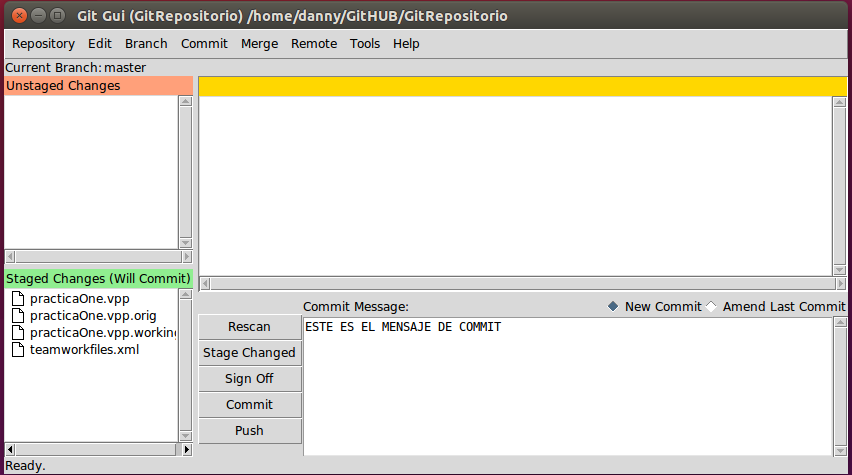 Git Gui (GitRepositorio) /home/danny/GitHUB/GitRepositorio
Repository Edit Branch Commit Merge Remote Tools Help
Current Branch: master
Unstaged Changes
Staged Changes (Will Commit)
practicaOne.vpp
practicaOne.vpp.orig
practicaOne.vpp.working
teamworkfiles.xml
Commit Message:
New Commit
Amend Last Commit
Rescan
Stage Changed
Sign Off
Commit
Push
ESTE ES EL MENSAJE DE COMMIT
Ready.